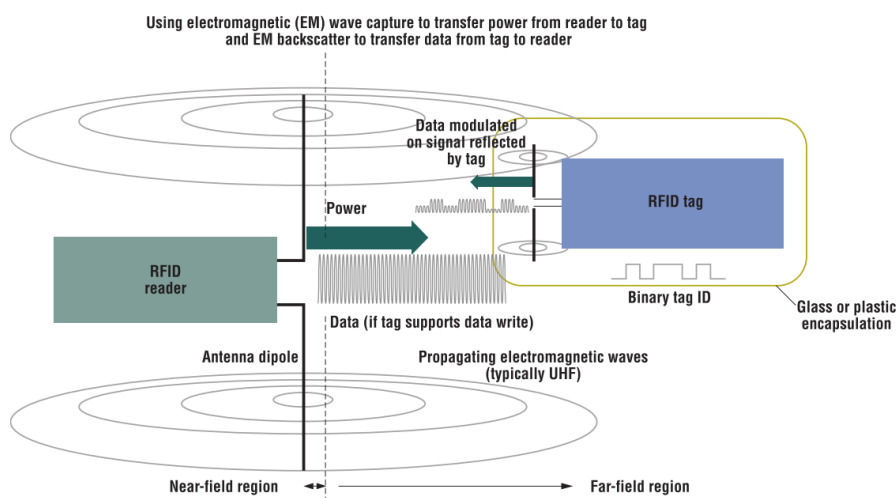 Using electromagnetic (EM) wave capture to transfer power from reader to tag
and EM backscatter to transfer data from tag to reader
Data modulated
on signal reflected
by tag
Power
RFID tag
RFID
reader
Binary tag ID
Glass or plastic
encapsulation
Data (if tag supports data write)
Antenna dipole
Propagating electromagnetic waves
(typically UHF)
Near-field region
Far-field region